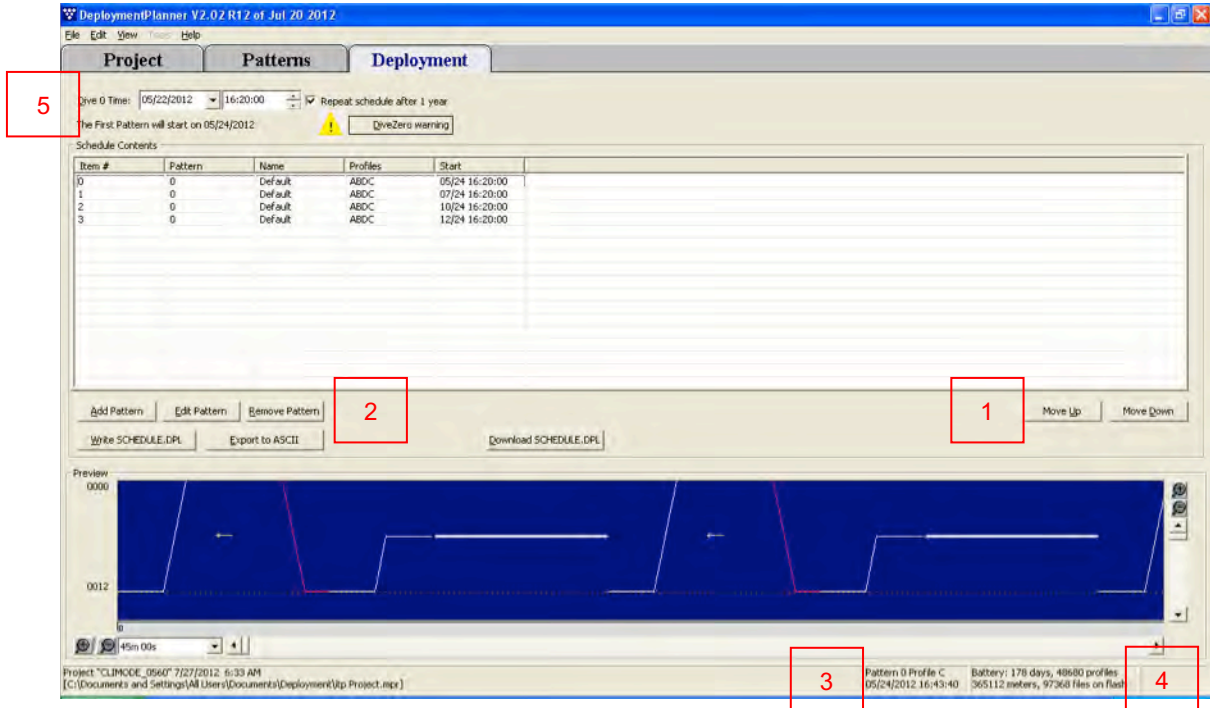 DeploymentPlanner V2.02 R12 of Jul 20 2012
File Edit View Tools Help
Project Patterns Deployment
5
Dive 0 Time: 05/22/2012 16:20:00 Repeat schedule after 1 year
The First Pattern will start on 05/24/2012 DiveZero warning
Schedule Contents
Item # Pattern Name Profiles Start
0 0 Default ABDC 05/24 16:20:00
1 0 Default ABDC 07/24 16:20:00
2 0 Default ABDC 10/24 16:20:00
3 0 Default ABDC 12/24 16:20:00
Add Pattern Edit Pattern Remove Pattern 2 1 Move Up Move Down
Write SCHEDULE.DPL Export to ASCII Download SCHEDULE.DPL
Preview
0000
0012
0
45m 00s
Project "CLIMODE_0560" 7/27/2012 6:33 AM 3 Pattern 0 Profile C Battery: 178 days, 48680 profiles 4
[C:\Documents and Settings\All Users\Documents\Deployment\itp Project.mpr] 05/24/2012 16:43:40 365112 meters, 97368 files on flash